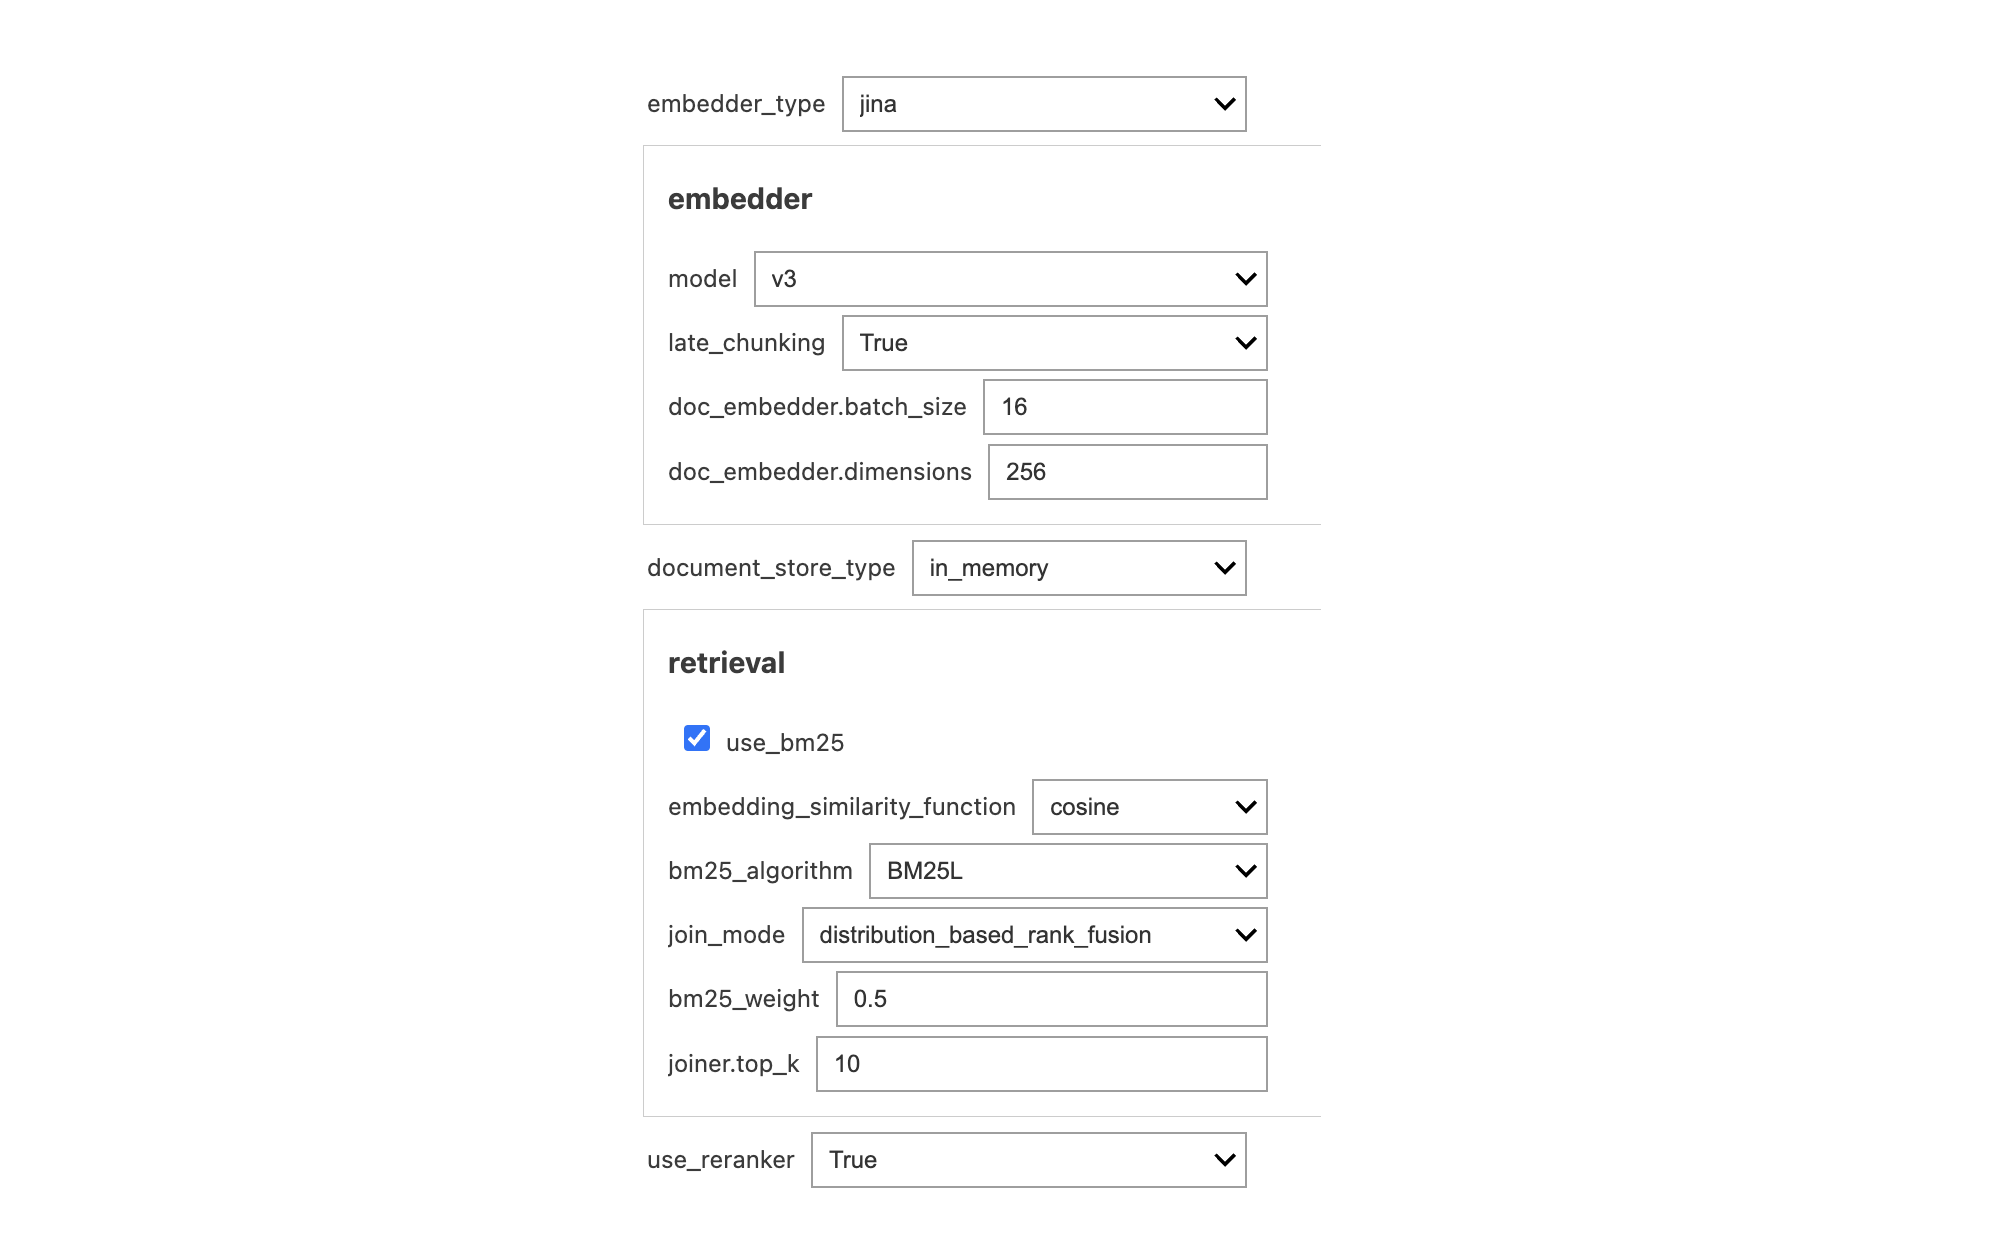 embedder_type jina
embedder
model v3
late_chunking True
doc_embedder.batch_size 16
doc_embedder.dimensions 256
document_store_type in_memory
retrieval
use_bm25
embedding_similarity_function cosine
bm25_algorithm BM25L
join_mode distribution_based_rank_fusion
bm25_weight 0.5
joiner.top_k 10
use_reranker True